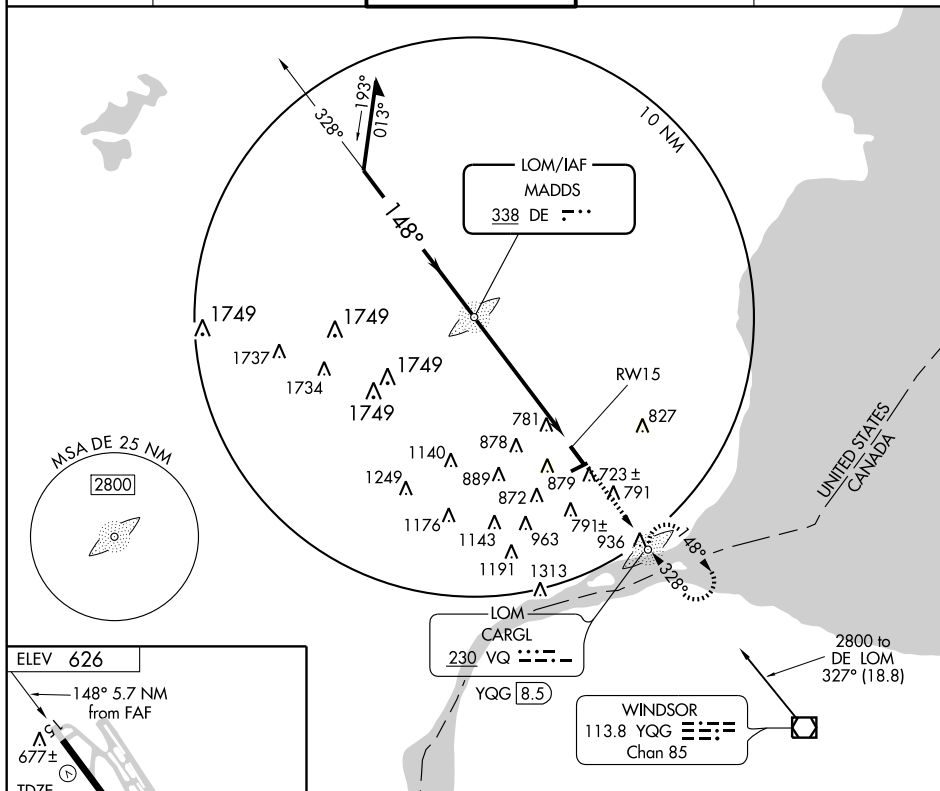 328°
193°
013°
10 NM
LOM/IAF
MADDS
338 DE
148°
1749
1749
1737
1734
1749
1749
RW15
781
827
878
1140
1249
889
879
723 ±
791
872
1176
1143
963
791±
936
1191
1313
148°
328°
UNITED STATES
CANADA
MSA DE 25 NM
2800
LOM
CARGL
230 VQ
YQG 8.5
2800 to
DE LOM
327° (18.8)
WINDSOR
113.8 YQG
Chan 85
ELEV 626
148° 5.7 NM
from FAF
677±
V
TDZE